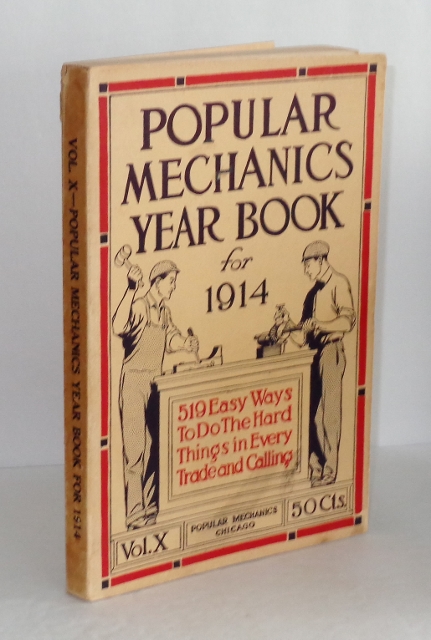 VOL. X—POPULAR MECHANICS YEAR BOOK FOR 1914
POPULAR
MECHANICS
YEAR BOOK
for
1914
519 Easy Ways
To Do The Hard
Things in Every
Trade and Calling
Vol. X
POPULAR MECHANICS
CHICAGO
50 Cts.